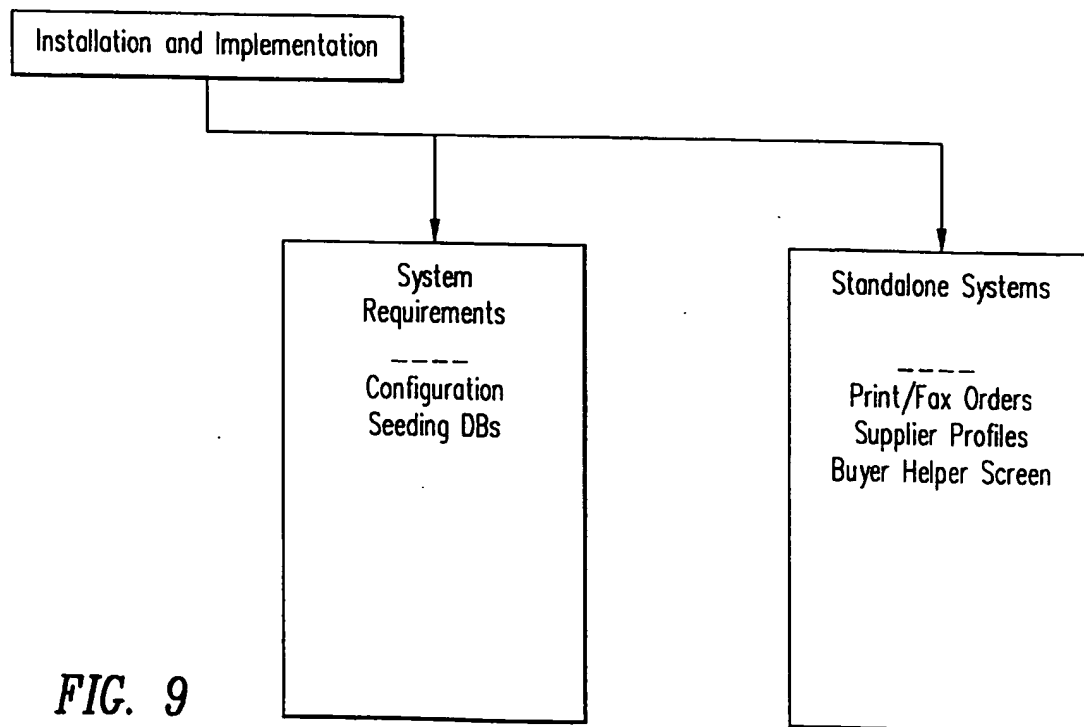 Installation and Implementation
System
Requirements
----
Configuration
Seeding DBs
Standalone Systems
----
Print/Fax Orders
Supplier Profiles
Buyer Helper Screen
FIG. 9